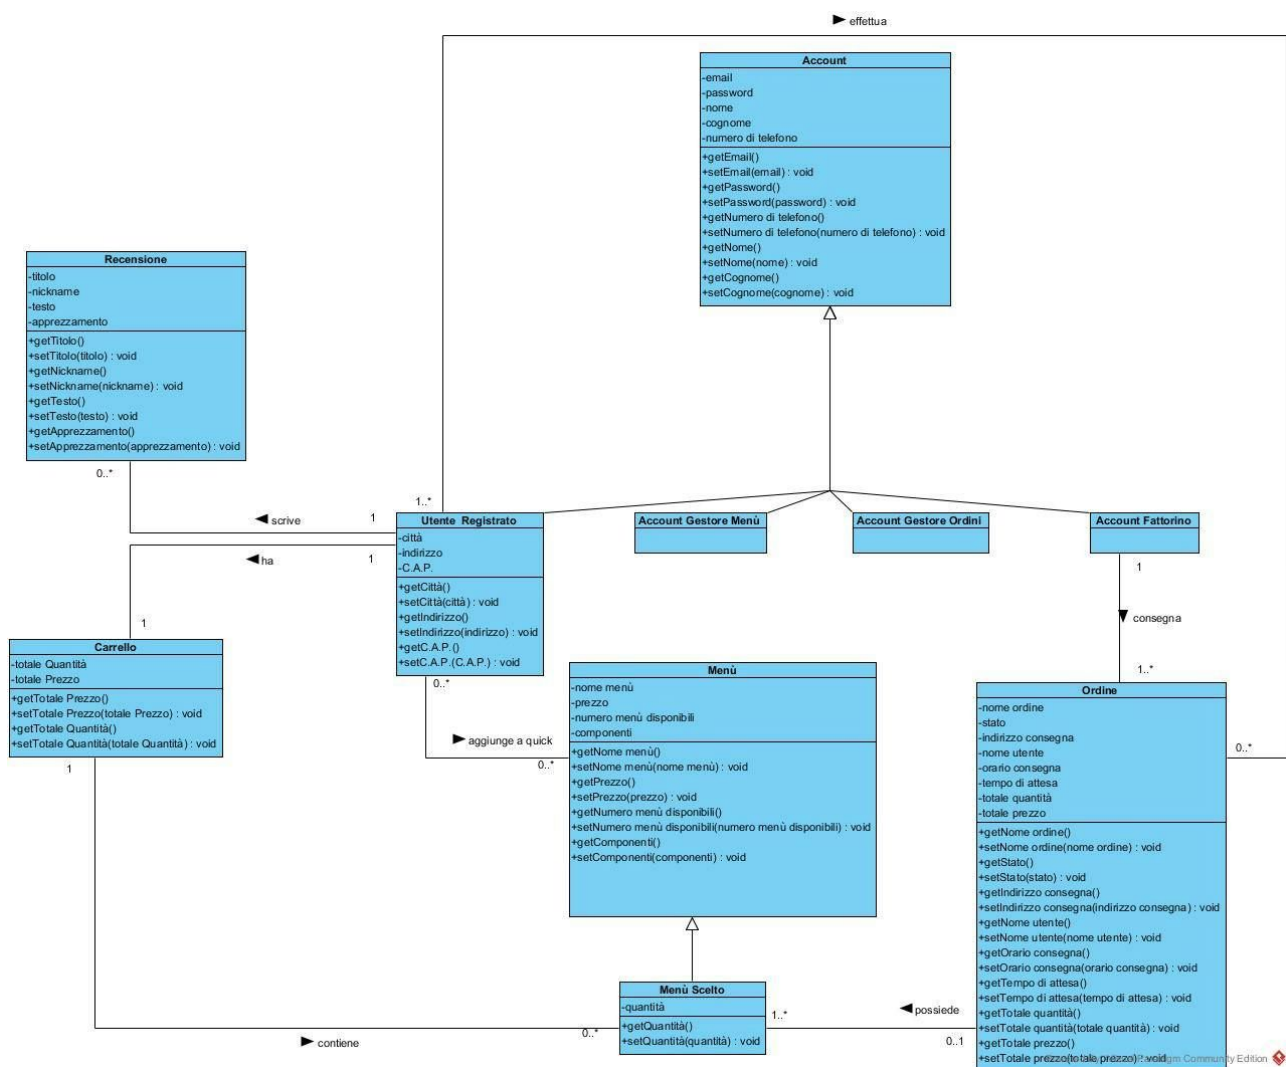 effettua
Account
-email
-password
-nome
-cognome
-numero di telefono
+getEmail()
+setEmail(email) : void
+getPassword()
+setPassword(password) : void
+getNumero di telefono()
+setNumero di telefono(numero di telefono) : void
+getNome()
+setNome(nome) : void
+getCognome()
+setCognome(cognome) : void
Recensione
-titolo
-nickname
-testo
-apprezzamento
+getTitolo()
+setTitolo(titolo) : void
+getNickname()
+setNickname(nickname) : void
+getTesto()
+setTesto(testo) : void
+getApprezzamento()
+setApprezzamento(apprezzamento) : void
0..*
scrive
1
1..*
ha
1
1
Utente Registrato
-città
-indirizzo
-C.A.P.
+getCittà()
+setCittà(città) : void
+getIndirizzo()
+setIndirizzo(indirizzo) : void
+getC.A.P.()
+setC.A.P.(C.A.P.) : void
0..*
Account Gestore Menù
Account Gestore Ordini
Account Fattorino
1
consegna
1..*
Carrello
-totale Quantità
-totale Prezzo
+getTotale Prezzo()
+setTotale Prezzo(totale Prezzo) : void
+getTotale Quantità()
+setTotale Quantità(totale Quantità) : void
1
aggiunge a quick
0..*
Menù
-nome menù
-prezzo
-numero menù disponibili
-componenti
+getNome menù()
+setNome menù(nome menù) : void
+getPrezzo()
+setPrezzo(prezzo) : void
+getNumero menù disponibili()
+setNumero menù disponibili(numero menù disponibili) : void
+getComponenti()
+setComponenti(componenti) : void
Ordine
-nome ordine
-stato
-indirizzo consegna
-nome utente
-orario consegna
-tempo di attesa
-totale quantità
-totale prezzo
+getNome ordine()
+setNome ordine(nome ordine) : void
+getStato()
+setStato(stato) : void
+getIndirizzo consegna()
+setIndirizzo consegna(indirizzo consegna) : void
+getNome utente()
+setNome utente(nome utente) : void
+getOrario consegna()
+setOrario consegna(orario consegna) : void
+getTempo di attesa()
+setTempo di attesa(tempo di attesa) : void
+getTotale quantità()
+setTotale quantità(totale quantità) : void
+getTotale prezzo()
+setTotale prezzo(totale prezzo) : void
0..*
Menù Scelto
-quantità
+getQuantità()
+setQuantità(quantità) : void
1..*
possiede
0..1
contiene
0..*
Community Edition